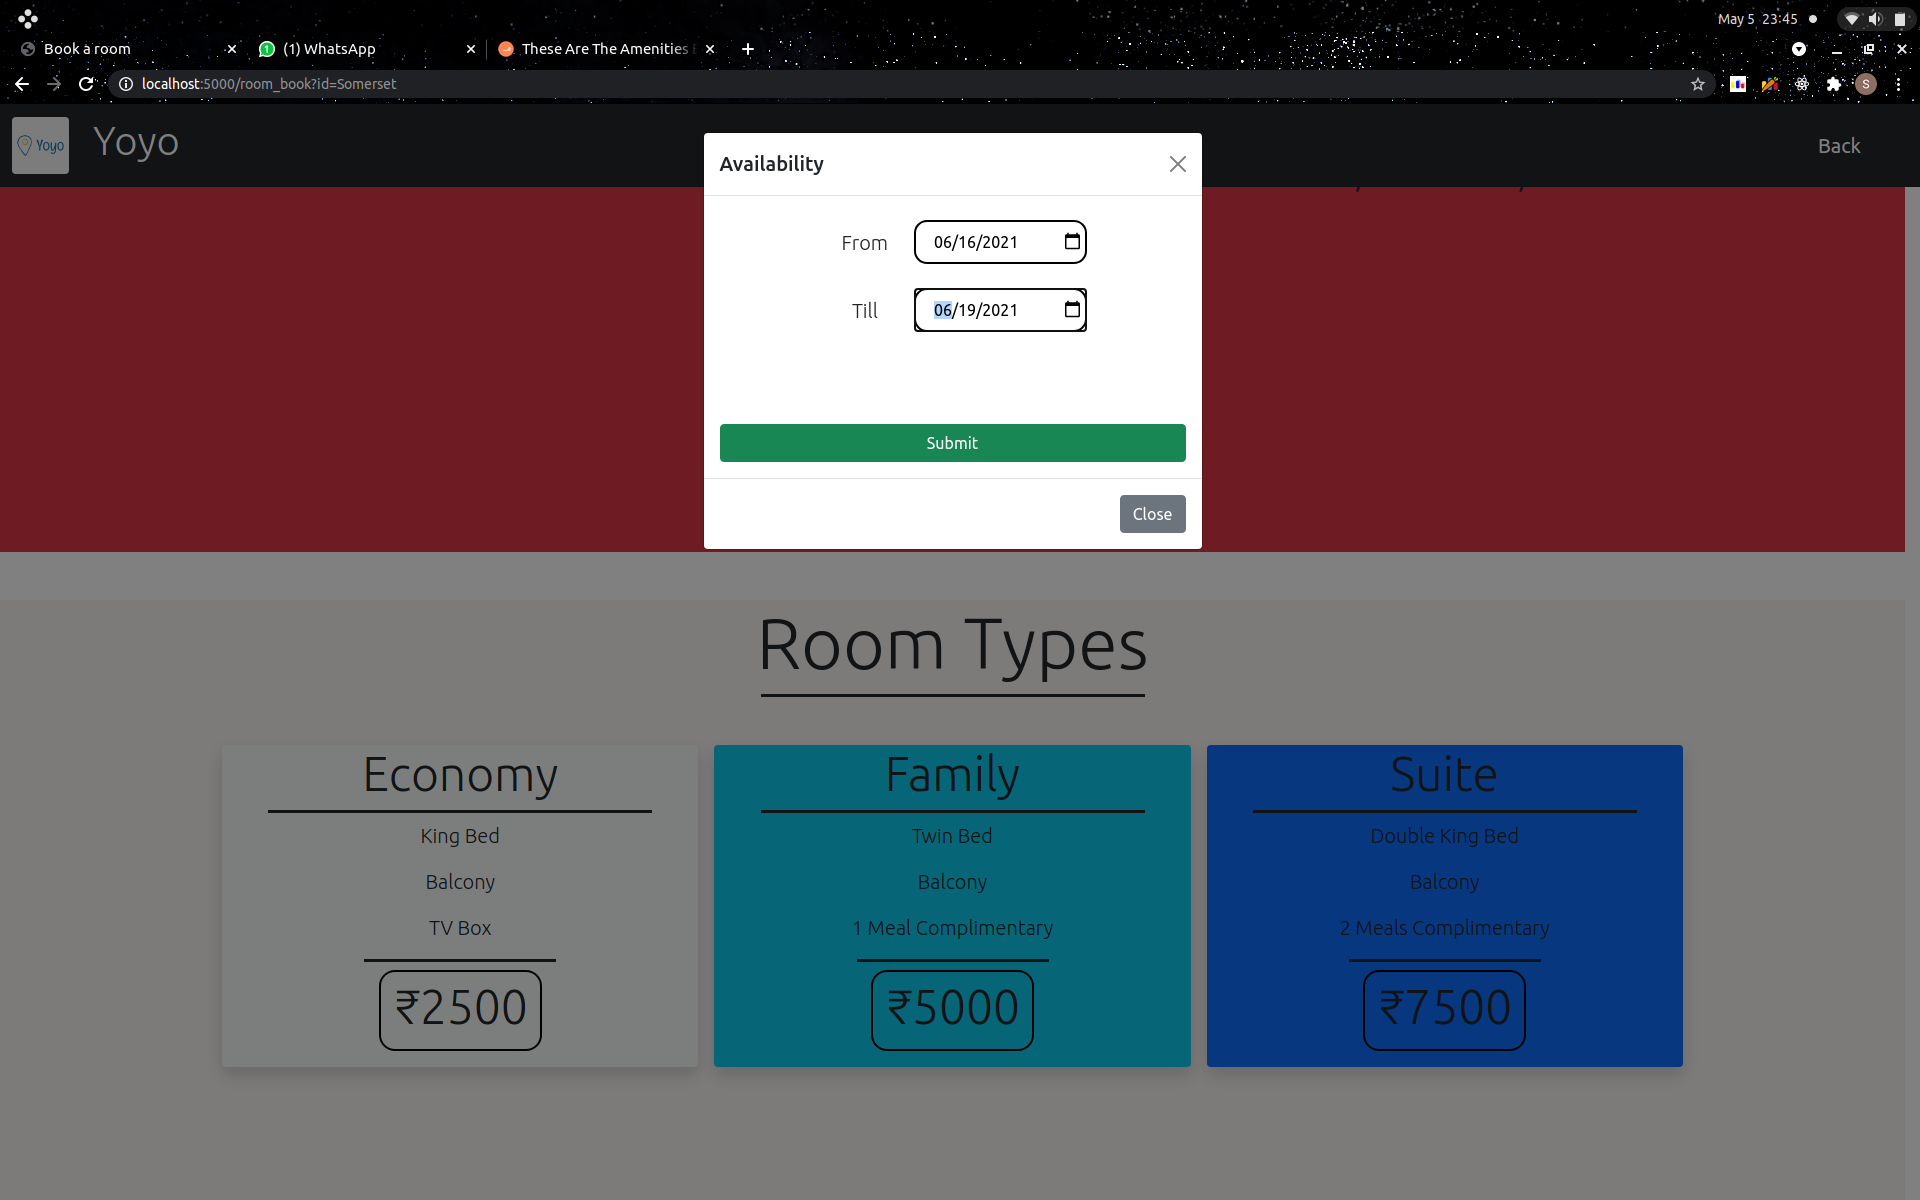 May 5 23:45
Book a room
(1) WhatsApp
These Are The Amenities
localhost:5000/room_book?id=Somerset
S
Yoyo
Yoyo
Back
Availability
From
06/16/2021
Till
06/19/2021
Submit
Close
Room Types
Economy
King Bed
Balcony
TV Box
₹2500
Family
Twin Bed
Balcony
1 Meal Complimentary
₹5000
Suite
Double King Bed
Balcony
2 Meals Complimentary
₹7500